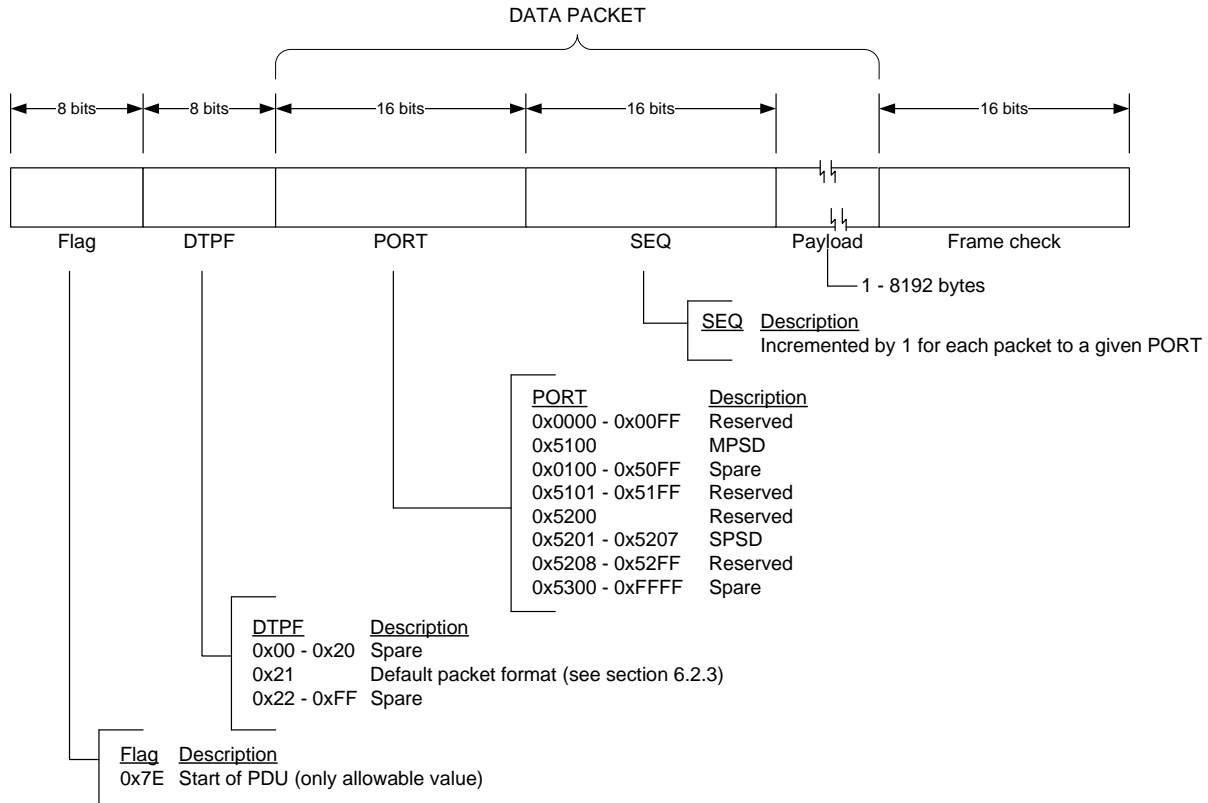 DATA PACKET
8 bits 8 bits 16 bits 16 bits 16 bits
Flag DTPF PORT SEQ Payload Frame check
1 - 8192 bytes
SEQ Description
Incremented by 1 for each packet to a given PORT
PORT Description
0x0000 - 0x00FF Reserved
0x5100 MPSD
0x0100 - 0x50FF Spare
0x5101 - 0x51FF Reserved
0x5200 Reserved
0x5201 - 0x5207 SPSD
0x5208 - 0x52FF Reserved
0x5300 - 0xFFFF Spare
DTPF Description
0x00 - 0x20 Spare
0x21 Default packet format (see section 6.2.3)
0x22 - 0xFF Spare
Flag Description
0x7E Start of PDU (only allowable value)